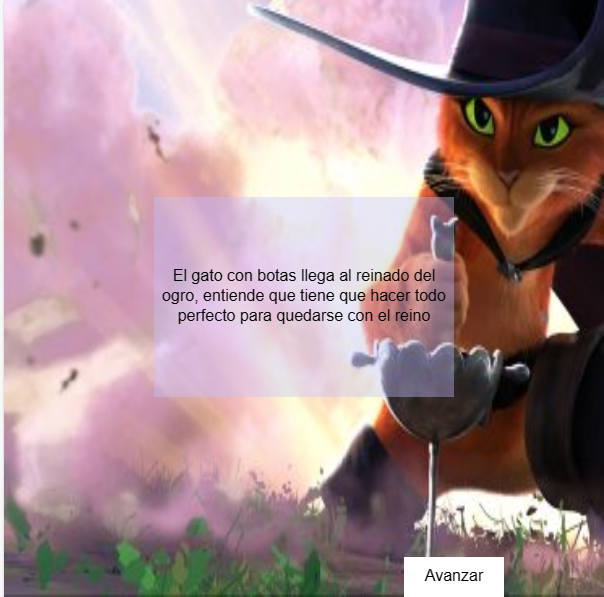 El gato con botas llega al reinado del
ogro, entiende que tiene que hacer todo
perfecto para quedarse con el reino
Avanzar